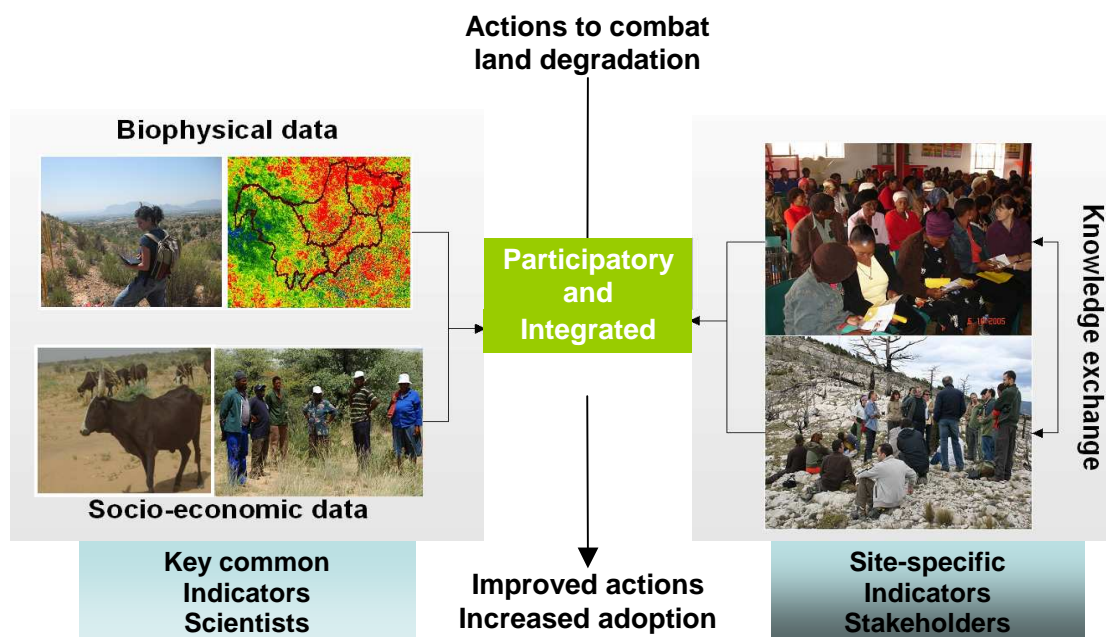 Actions to combat
land degradation
Biophysical data
Socio-economic data
Key common
Indicators
Scientists
Participatory
and
Integrated
Improved actions
Increased adoption
Knowledge exchange
Site-specific
Indicators
Stakeholders